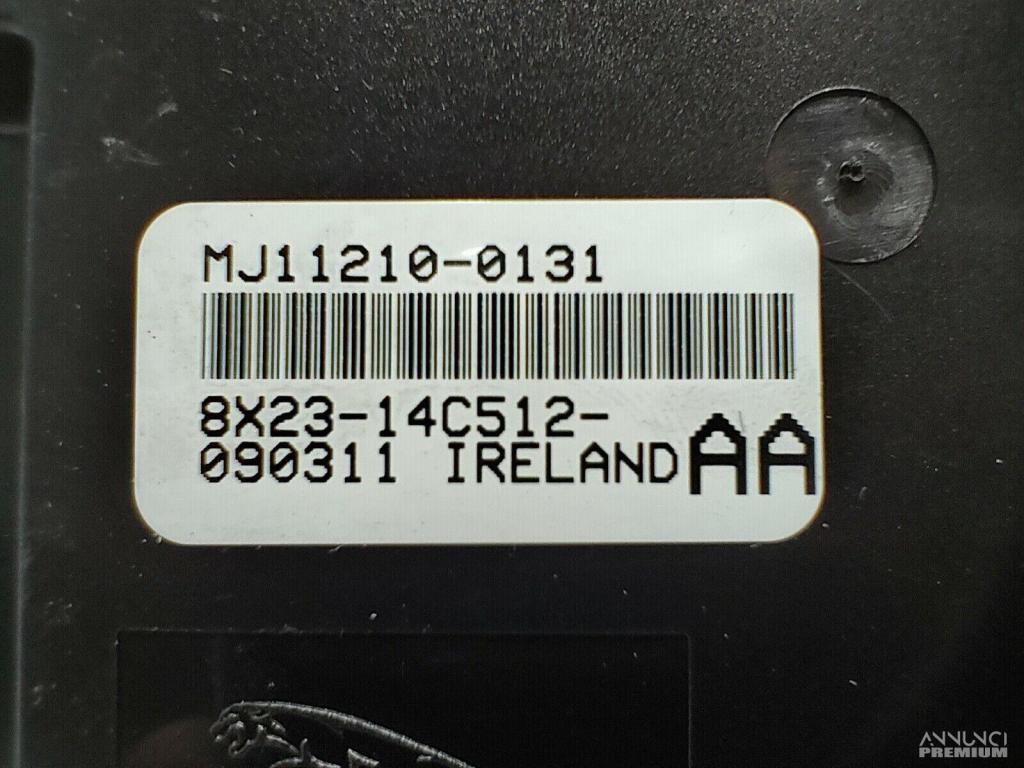 MJ11210-0131
8X23-14C512-
090311 IRELAND AA
ANNUNCI
PREMIUM